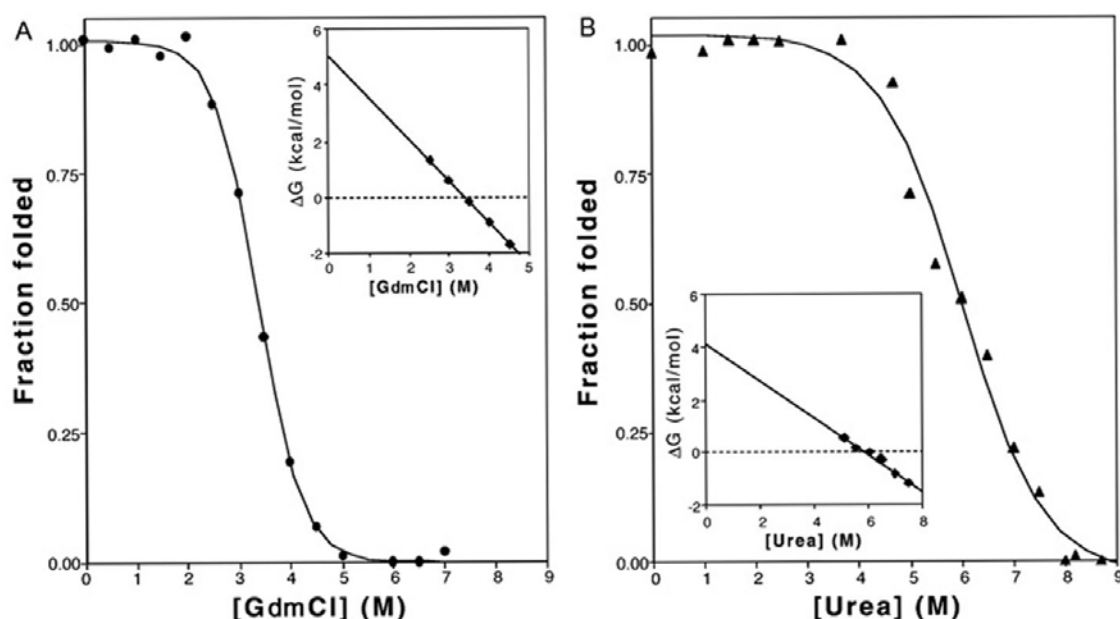 A
Fraction folded
1.00
0.75
0.50
0.25
0.00
0 1 2 3 4 5 6 7 8 9
[GdmCl] (M)
ΔG (kcal/mol)
6
4
2
0
-2
0 1 2 3 4 5
[GdmCl] (M)
B
Fraction folded
1.00
0.75
0.50
0.25
0.00
0 1 2 3 4 5 6 7 8 9
[Urea] (M)
ΔG (kcal/mol)
6
4
2
0
-2
0 2 4 6 8
[Urea] (M)